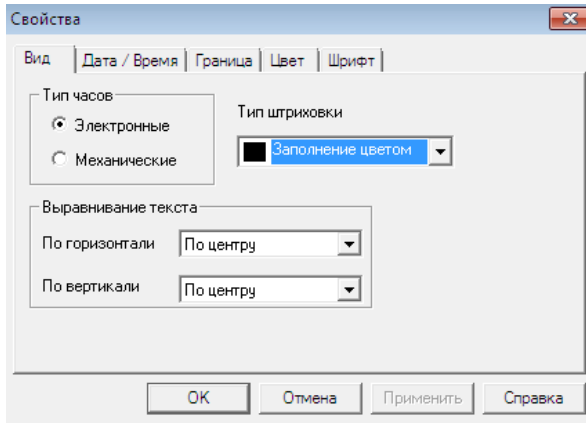 Свойства
Вид Дата / Время Граница Цвет Шрифт
Тип часов
Электронные
Механические
Тип штриховки
Заполнение цветом
Выравнивание текста
По горизонтали По центру
По вертикали По центру
OK Отмена Применить Справка